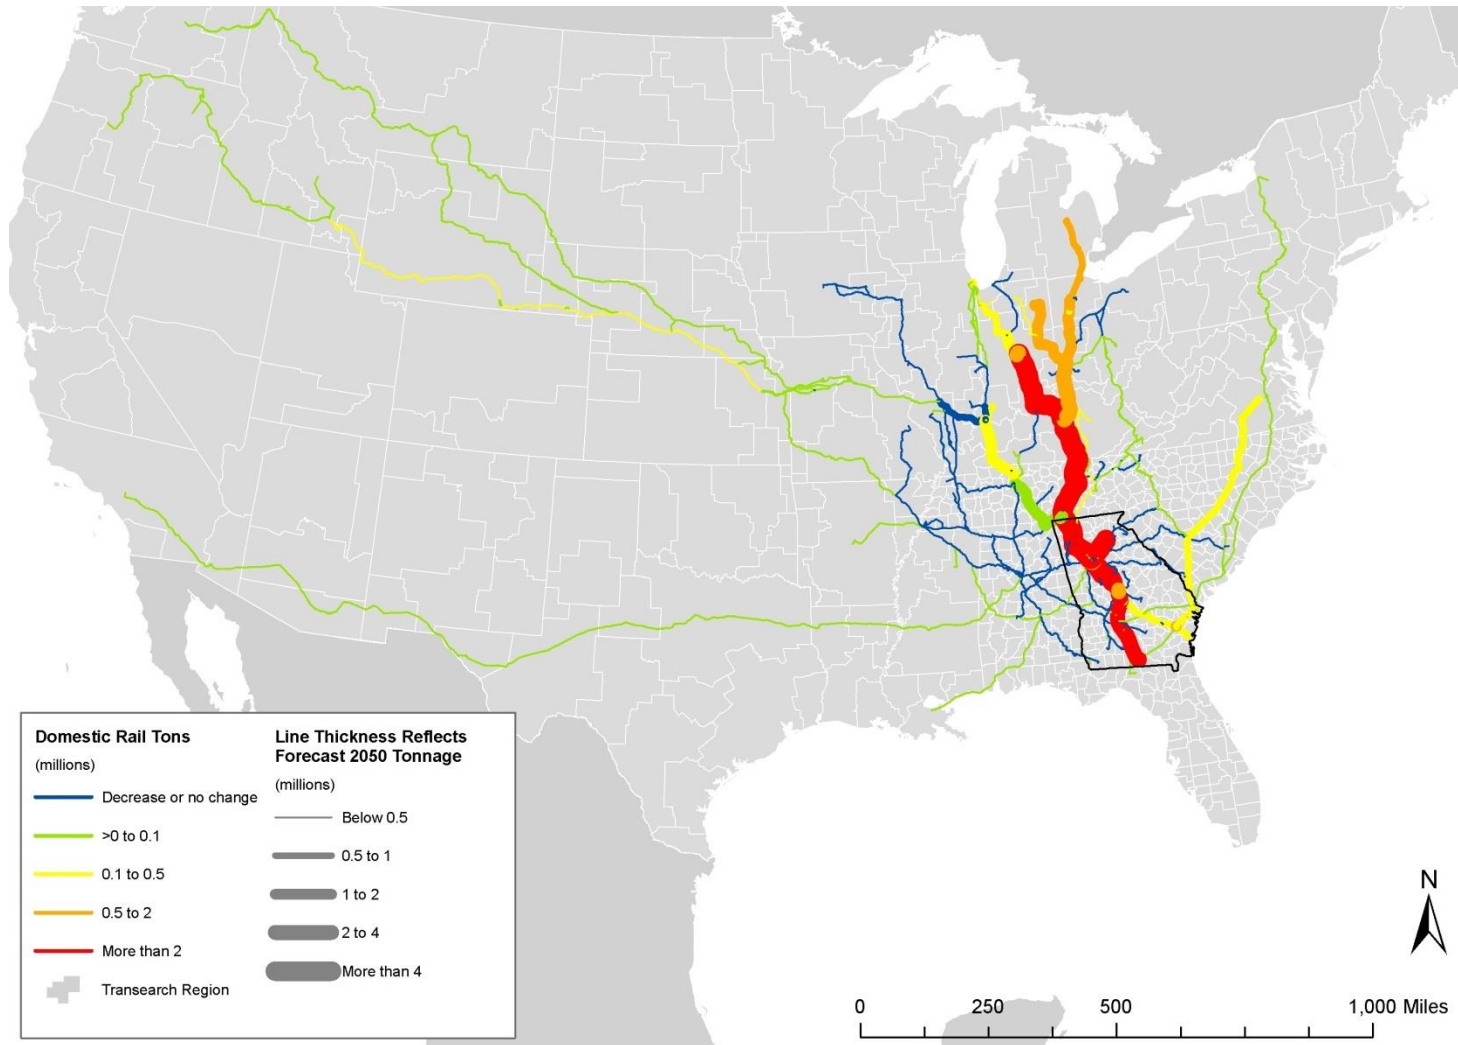 Domestic Rail Tons
(millions)
Decrease or no change
>0 to 0.1
0.1 to 0.5
0.5 to 2
More than 2
Transearch Region
Line Thickness Reflects
Forecast 2050 Tonnage
(millions)
Below 0.5
0.5 to 1
1 to 2
2 to 4
More than 4
N
0 250 500 1,000 Miles